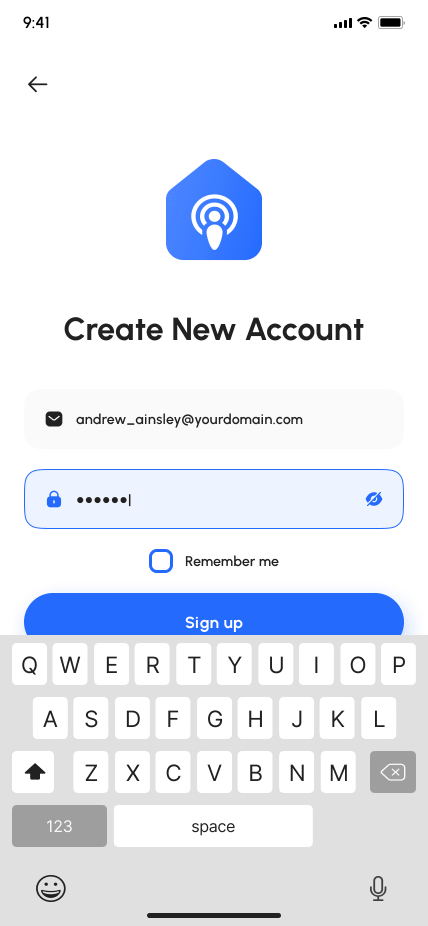 9:41
Create New Account
andrew_ainsley@yourdomain.com
●●●●●●|
Remember me
Sign up
Q W E R T Y U I O P
A S D F G H J K L
Z X C V B N M
123 space